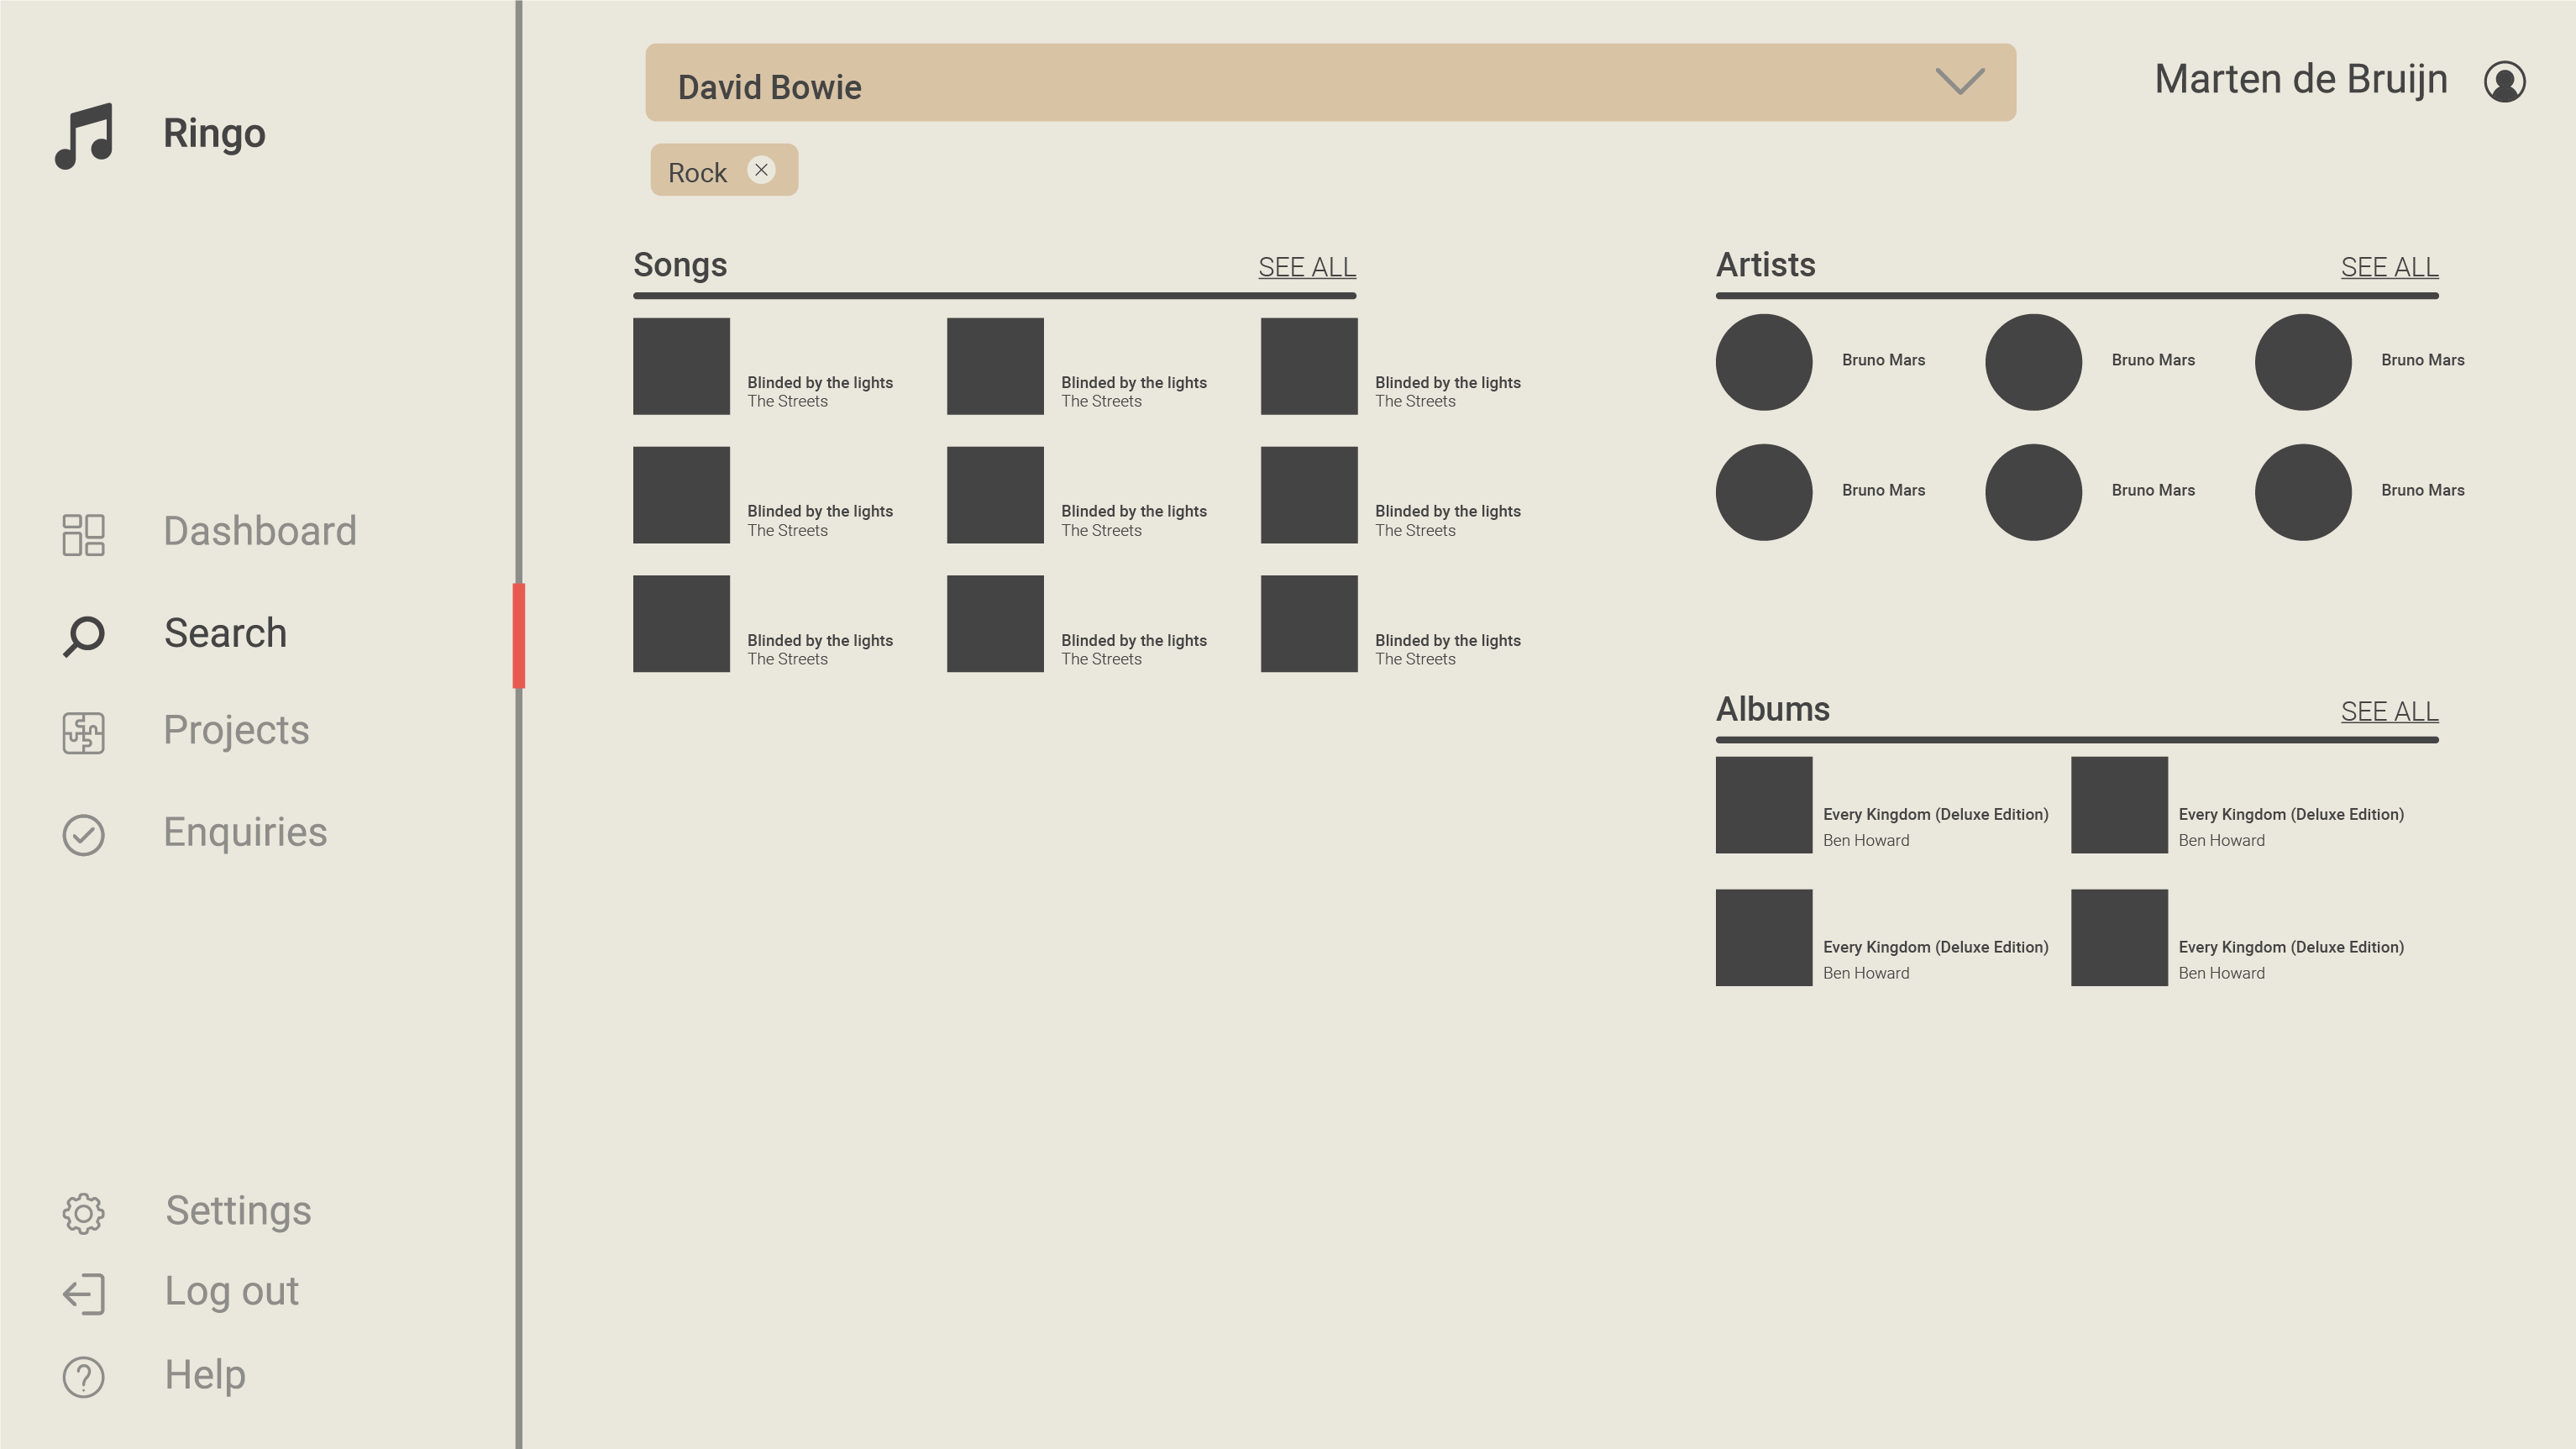 Ringo
Dashboard
Search
Projects
Enquiries
Settings
Log out
Help
David Bowie
Marten de Bruijn
Rock
Songs
SEE ALL
Blinded by the lights
The Streets
Blinded by the lights
The Streets
Blinded by the lights
The Streets
Blinded by the lights
The Streets
Blinded by the lights
The Streets
Blinded by the lights
The Streets
Blinded by the lights
The Streets
Blinded by the lights
The Streets
Blinded by the lights
The Streets
Artists
SEE ALL
Bruno Mars
Bruno Mars
Bruno Mars
Bruno Mars
Bruno Mars
Bruno Mars
Albums
SEE ALL
Every Kingdom (Deluxe Edition)
Ben Howard
Every Kingdom (Deluxe Edition)
Ben Howard
Every Kingdom (Deluxe Edition)
Ben Howard
Every Kingdom (Deluxe Edition)
Ben Howard